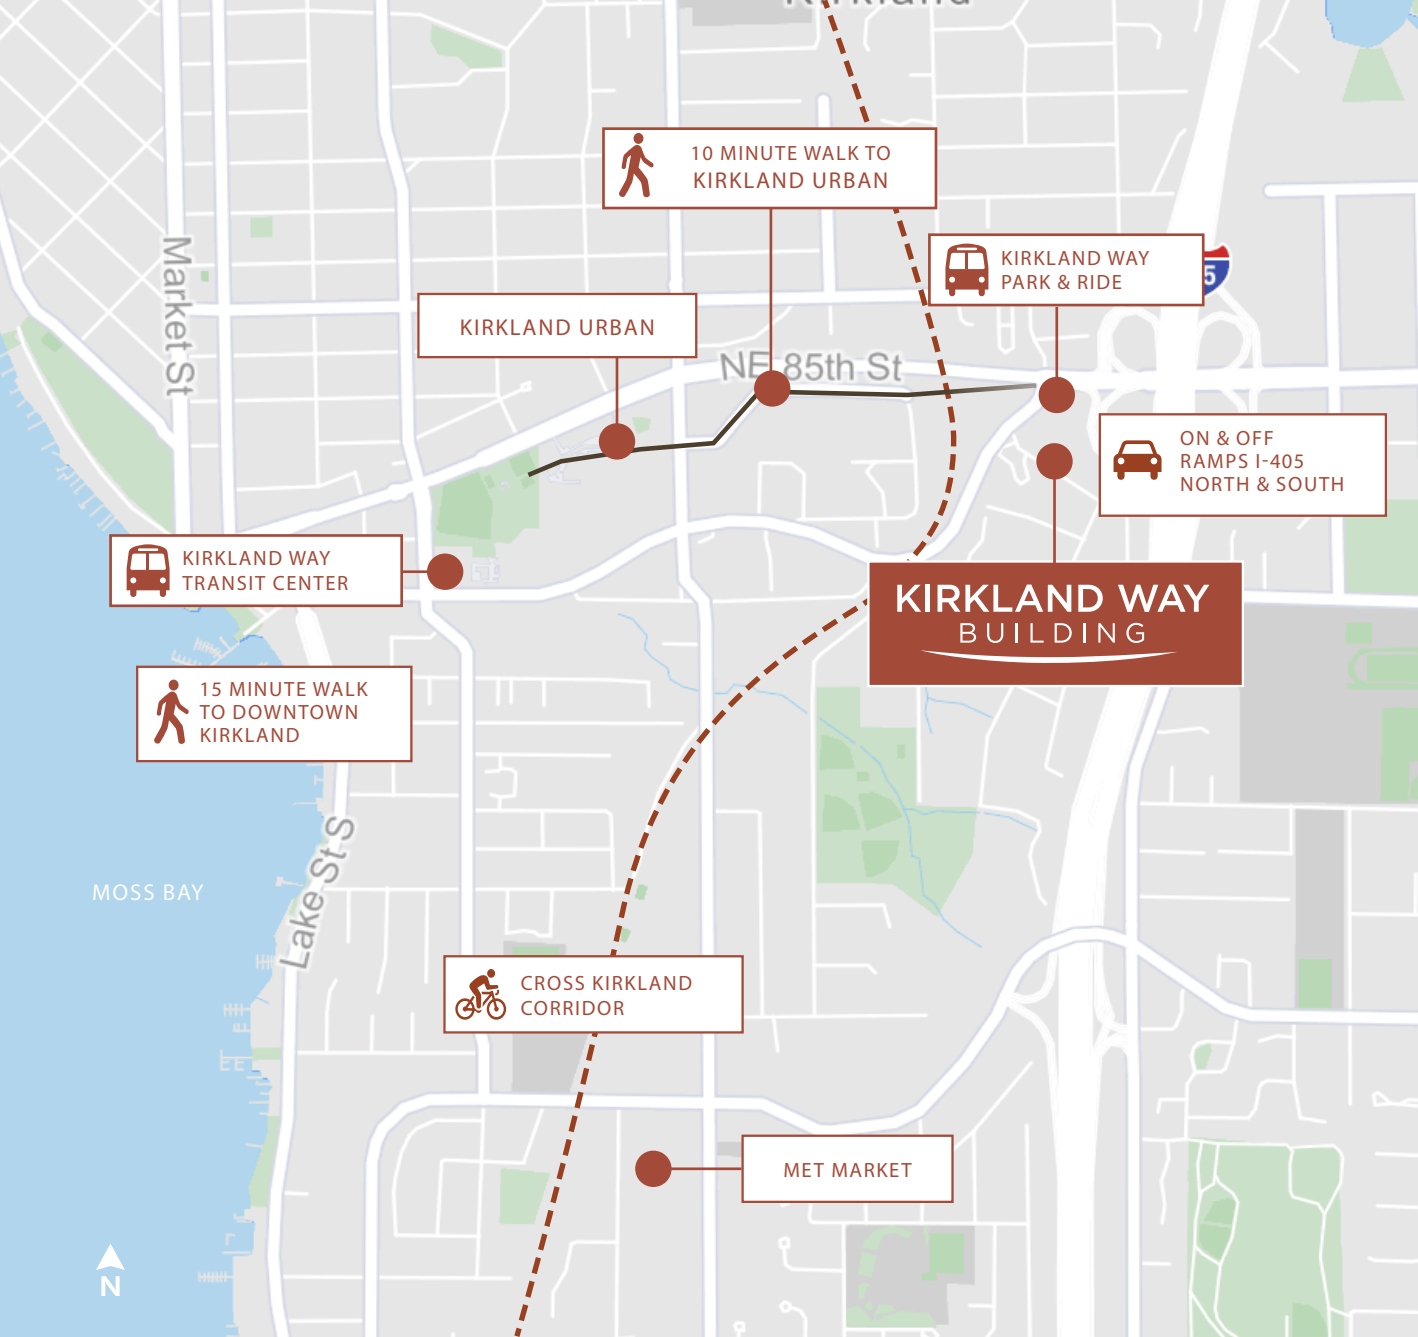 Kirkland
10 MINUTE WALK TO
KIRKLAND URBAN
KIRKLAND WAY
PARK & RIDE
5
Market St
KIRKLAND URBAN
NE 85th St
ON & OFF
RAMPS I-405
NORTH & SOUTH
KIRKLAND WAY
TRANSIT CENTER
KIRKLAND WAY
BUILDING
15 MINUTE WALK
TO DOWNTOWN
KIRKLAND
Lake St S
MOSS BAY
CROSS KIRKLAND
CORRIDOR
MET MARKET
N